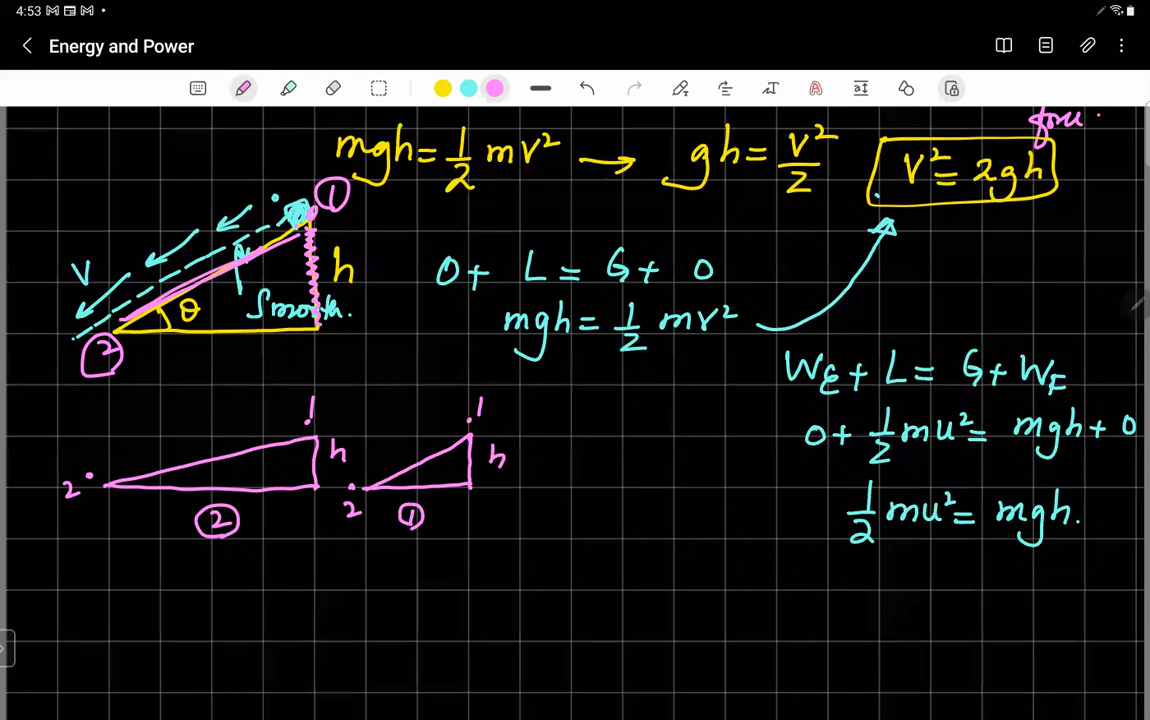 4:53
Energy and Power
mgh = 1/2 mv² → gh = v²/2
v² = 2gh
①
h
V
θ
Smooth.
②
0 + L = G + 0
mgh = 1/2 mv²
WE + L = G + WF
0 + 1/2 mu² = mgh + 0
1/2 mu² = mgh.
1
h
2
②
1
h
2
①